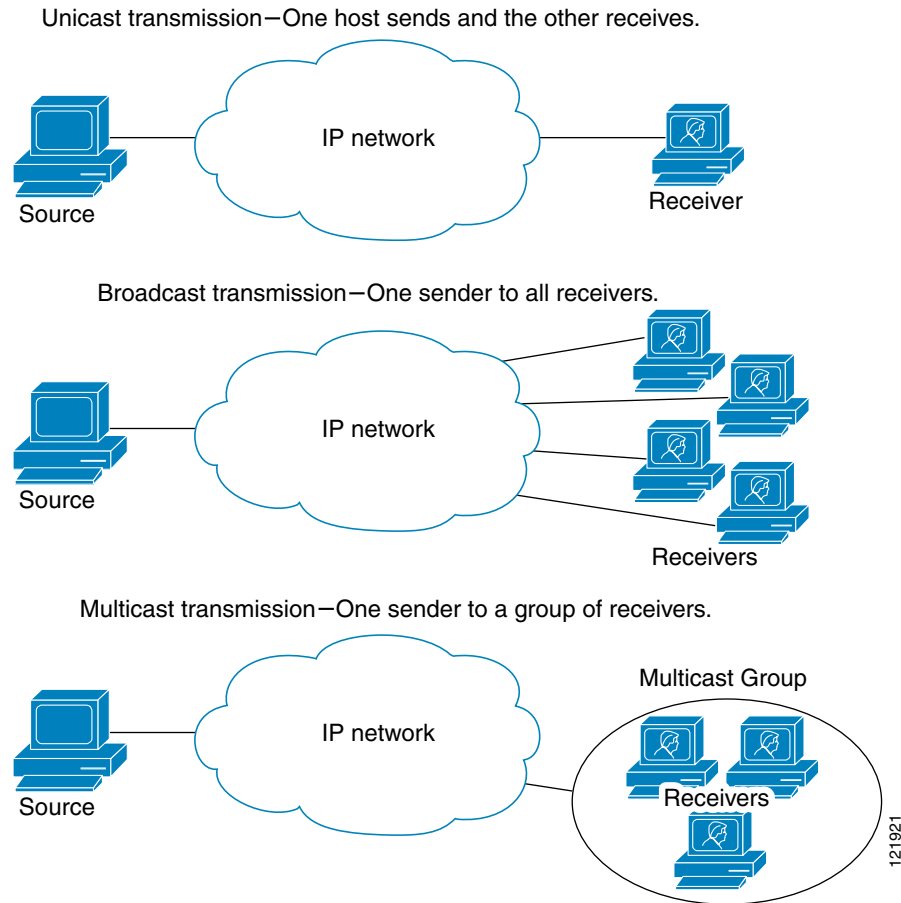 Unicast transmission—One host sends and the other receives.
IP network
Source
Receiver
Broadcast transmission—One sender to all receivers.
IP network
Source
Receivers
Multicast transmission—One sender to a group of receivers.
Multicast Group
IP network
Source
Receivers
121921